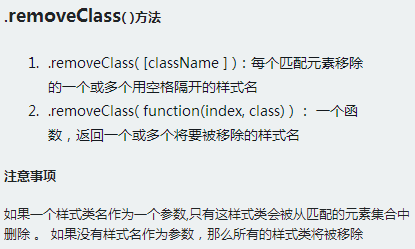 .removeClass( )方法
1. .removeClass( [className ] )：每个匹配元素移除
的一个或多个用空格隔开的样式名
2. .removeClass( function(index, class) ) ： 一个函
数，返回一个或多个将要被移除的样式名
注意事项
如果一个样式类名作为一个参数,只有这样式类会被从匹配的元素集合中
删除 。 如果没有样式名作为参数，那么所有的样式类将被移除